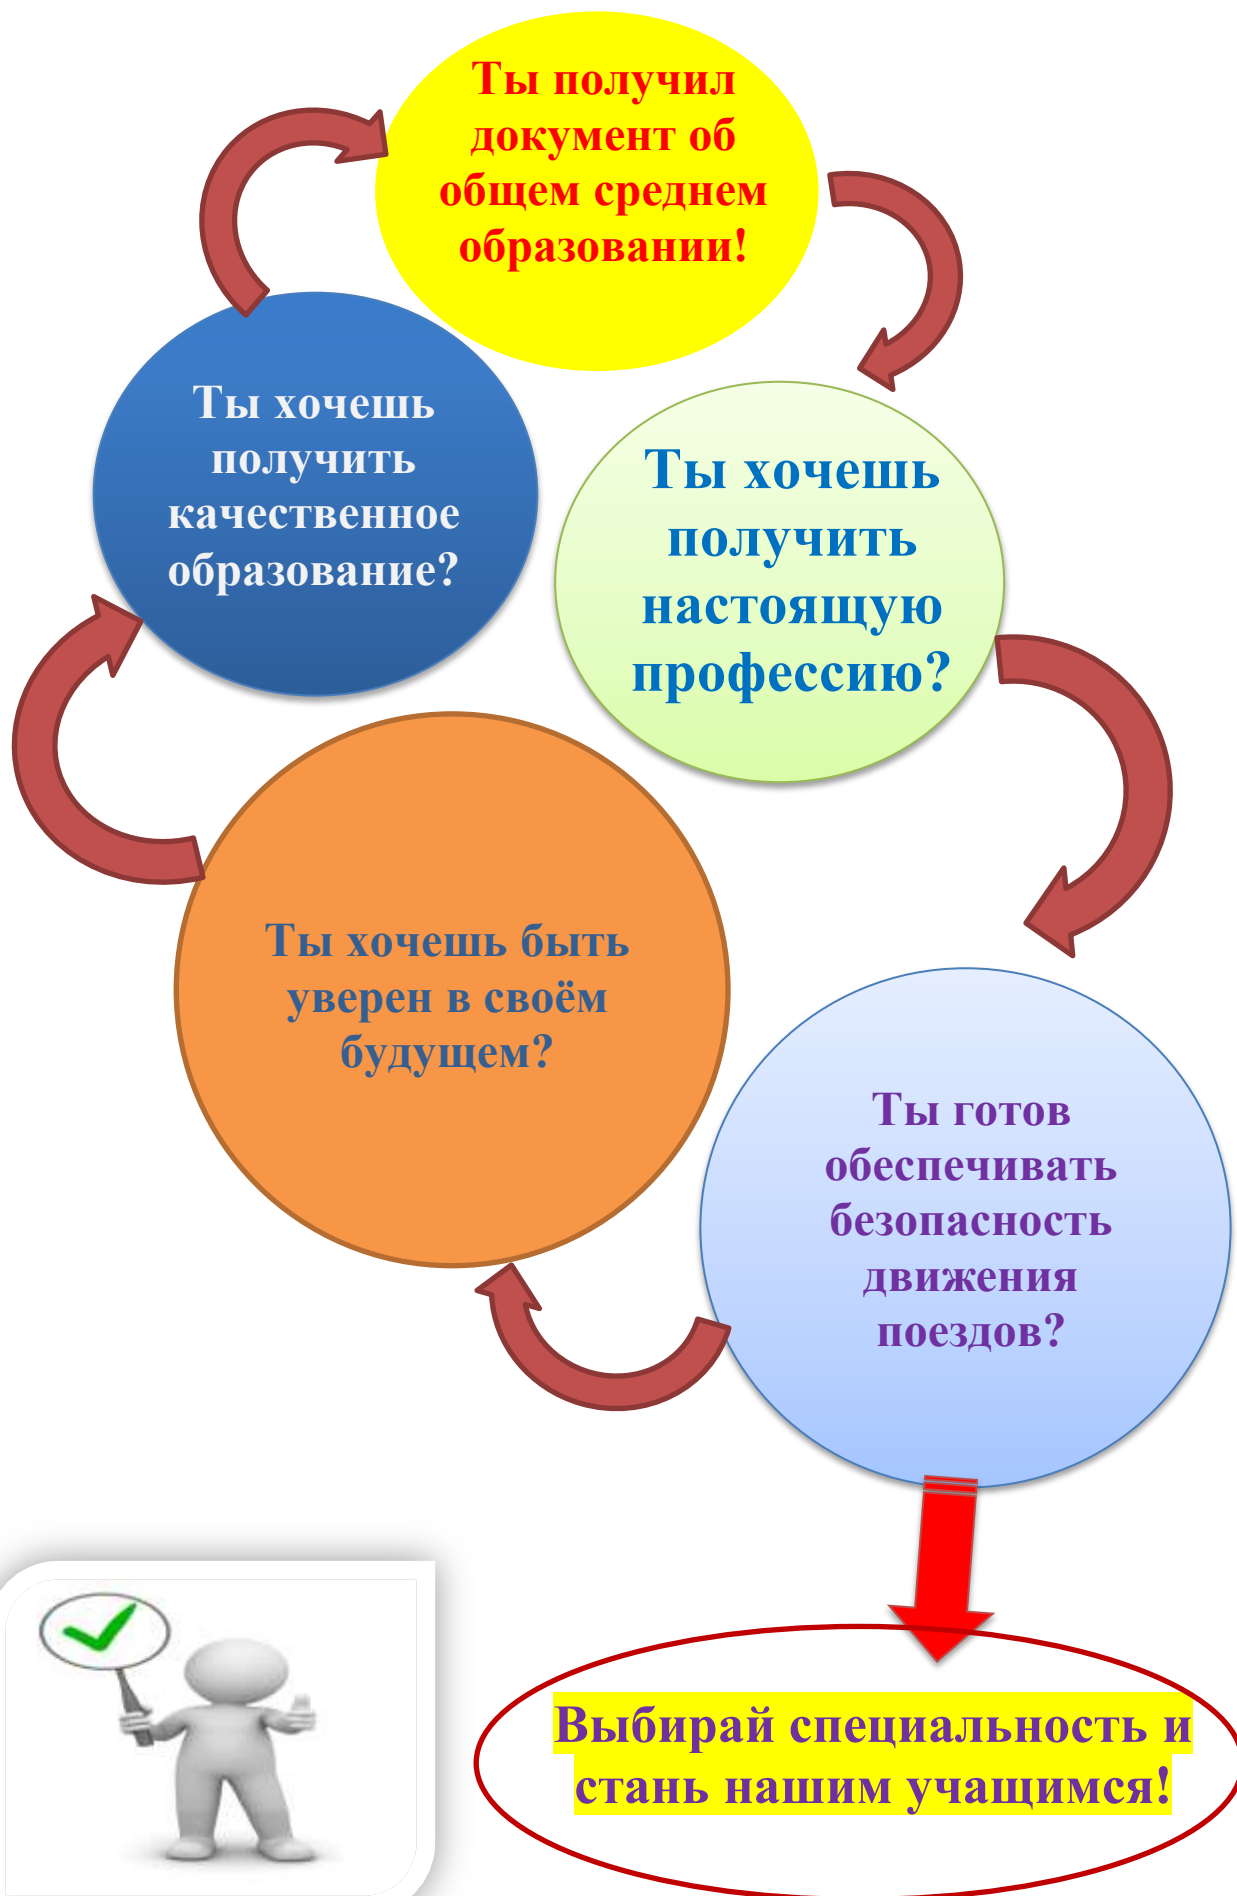 Ты получил
документ об
общем среднем
образовании!
Ты хочешь
получить
качественное
образование?
Ты хочешь
получить
настоящую
профессию?
Ты хочешь быть
уверен в своём
будущем?
Ты готов
обеспечивать
безопасность
движения
поездов?
Выбирай специальность и
стань нашим учащимся!